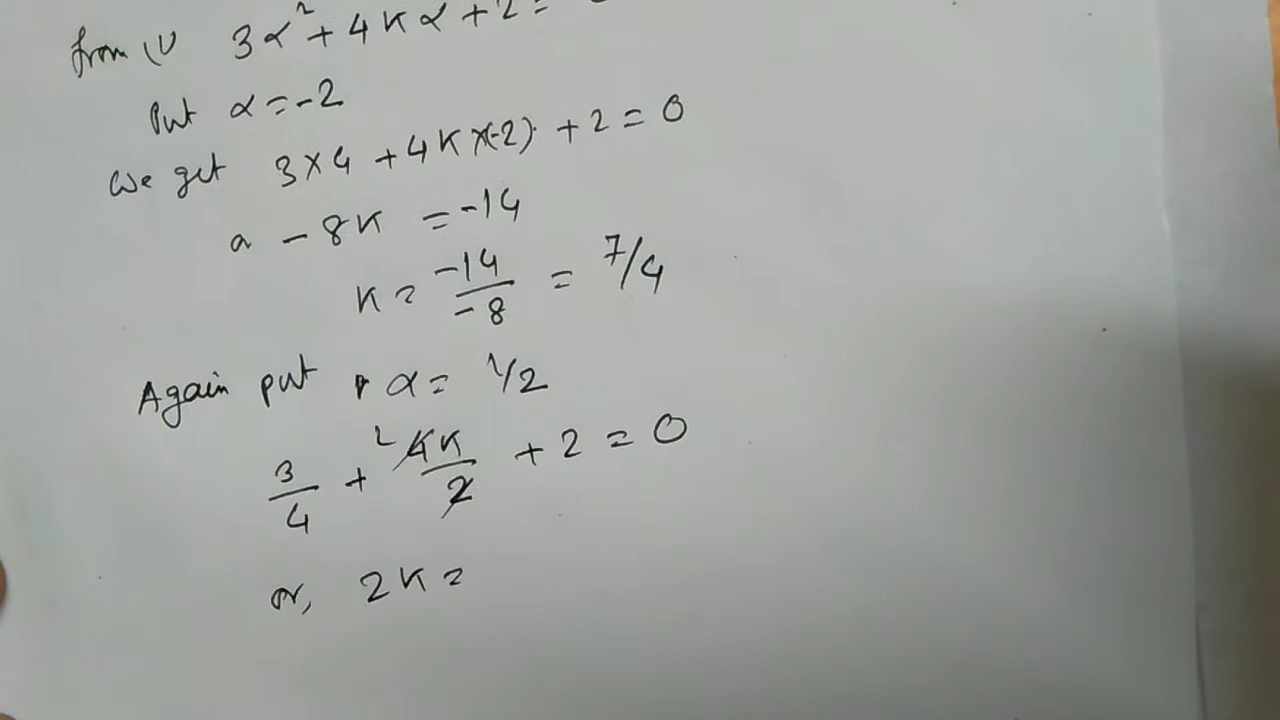 from (1) 3α² + 4kα + 2 =
Put α = -2
We get 3×4 + 4k×(-2) + 2 = 0
a - 8k = -14
k = -14/-8 = 7/4
Again put α = 1/2
3/4 + 2 4k/2 + 2 = 0
or, 2k =